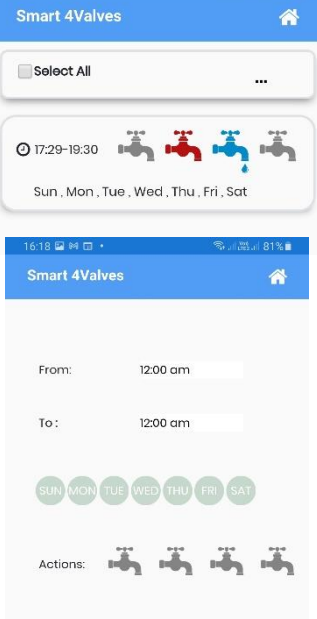 Smart 4Valves
Select All
...
17:29-19:30
Sun , Mon , Tue , Wed , Thu , Fri , Sat
16:18 81%
Smart 4Valves
From: 12:00 am
To : 12:00 am
SUN MON TUE WED THU FRI SAT
Actions: